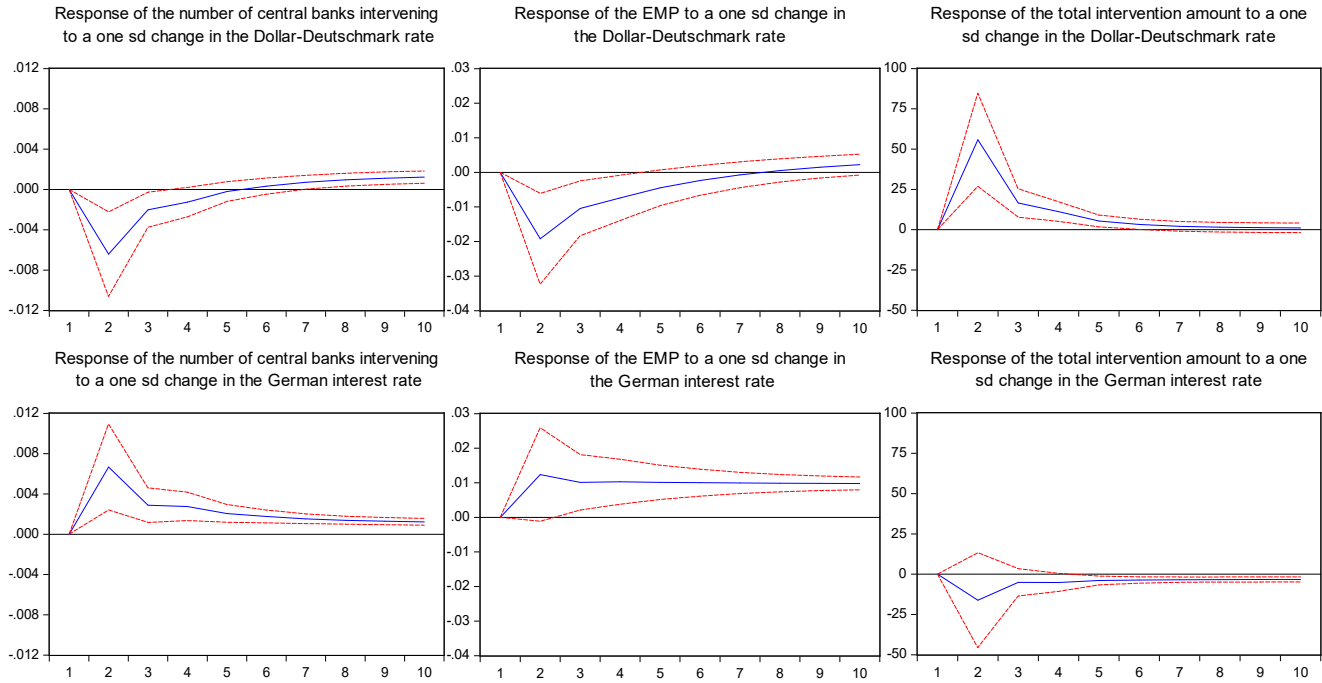 Response of the number of central banks intervening
to a one sd change in the Dollar-Deutschmark rate
.012
.008
.004
.000
-.004
-.008
-.012
1 2 3 4 5 6 7 8 9 10
Response of the EMP to a one sd change in
the Dollar-Deutschmark rate
.03
.02
.01
.00
-.01
-.02
-.03
-.04
1 2 3 4 5 6 7 8 9 10
Response of the total intervention amount to a one
sd change in the Dollar-Deutschmark rate
100
75
50
25
0
-25
-50
1 2 3 4 5 6 7 8 9 10
Response of the number of central banks intervening
to a one sd change in the German interest rate
.012
.008
.004
.000
-.004
-.008
-.012
1 2 3 4 5 6 7 8 9 10
Response of the EMP to a one sd change in
the German interest rate
.03
.02
.01
.00
-.01
-.02
-.03
-.04
1 2 3 4 5 6 7 8 9 10
Response of the total intervention amount to a one
sd change in the German interest rate
100
75
50
25
0
-25
-50
1 2 3 4 5 6 7 8 9 10